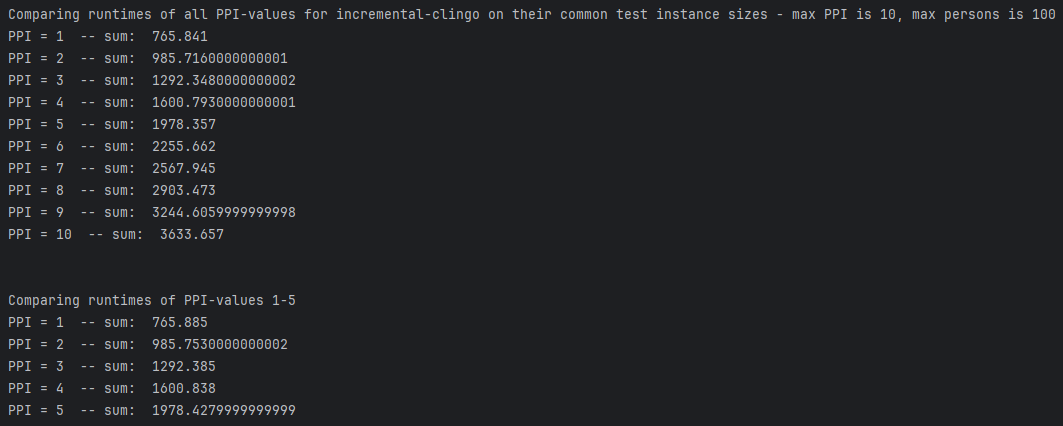 Comparing runtimes of all PPI-values for incremental-clingo on their common test instance sizes - max PPI is 10, max persons is 100
PPI = 1  -- sum:  765.841
PPI = 2  -- sum:  985.7160000000001
PPI = 3  -- sum:  1292.3480000000002
PPI = 4  -- sum:  1600.7930000000001
PPI = 5  -- sum:  1978.357
PPI = 6  -- sum:  2255.662
PPI = 7  -- sum:  2567.945
PPI = 8  -- sum:  2903.473
PPI = 9  -- sum:  3244.6059999999998
PPI = 10  -- sum:  3633.657
Comparing runtimes of PPI-values 1-5
PPI = 1  -- sum:  765.885
PPI = 2  -- sum:  985.7530000000002
PPI = 3  -- sum:  1292.385
PPI = 4  -- sum:  1600.838
PPI = 5  -- sum:  1978.4279999999999